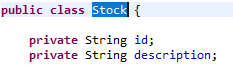 public class Stock {
private String id;
private String description;